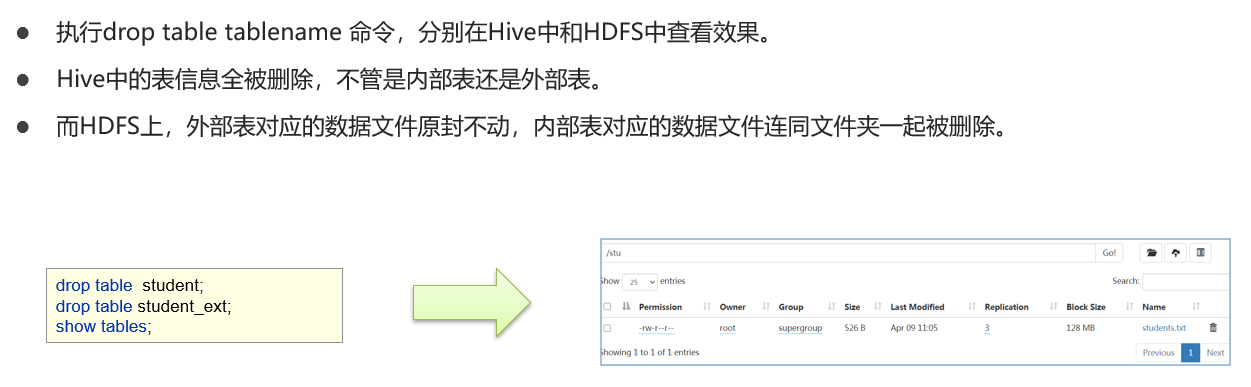 执行drop table tablename 命令，分别在Hive中和HDFS中查看效果。
Hive中的表信息全被删除，不管是内部表还是外部表。
而HDFS上，外部表对应的数据文件原封不动，内部表对应的数据文件连同文件夹一起被删除。
drop table student;
drop table student_ext;
show tables;
/stu Go!
Show 25 entries Search:
Permission Owner Group Size Last Modified Replication Block Size Name
-rw-r--r-- root supergroup 526 B Apr 09 11:05 3 128 MB students.txt
Showing 1 to 1 of 1 entries Previous 1 Next